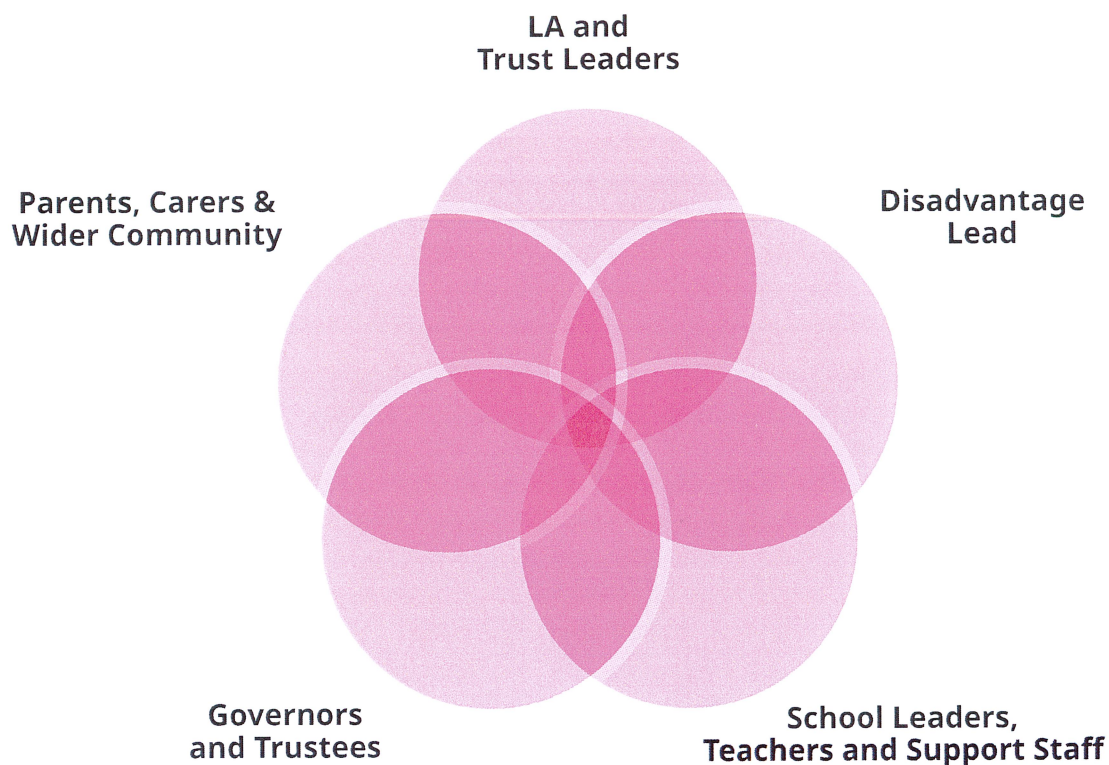 LA and
Trust Leaders
Parents, Carers &
Wider Community
Disadvantage
Lead
Governors
and Trustees
School Leaders,
Teachers and Support Staff